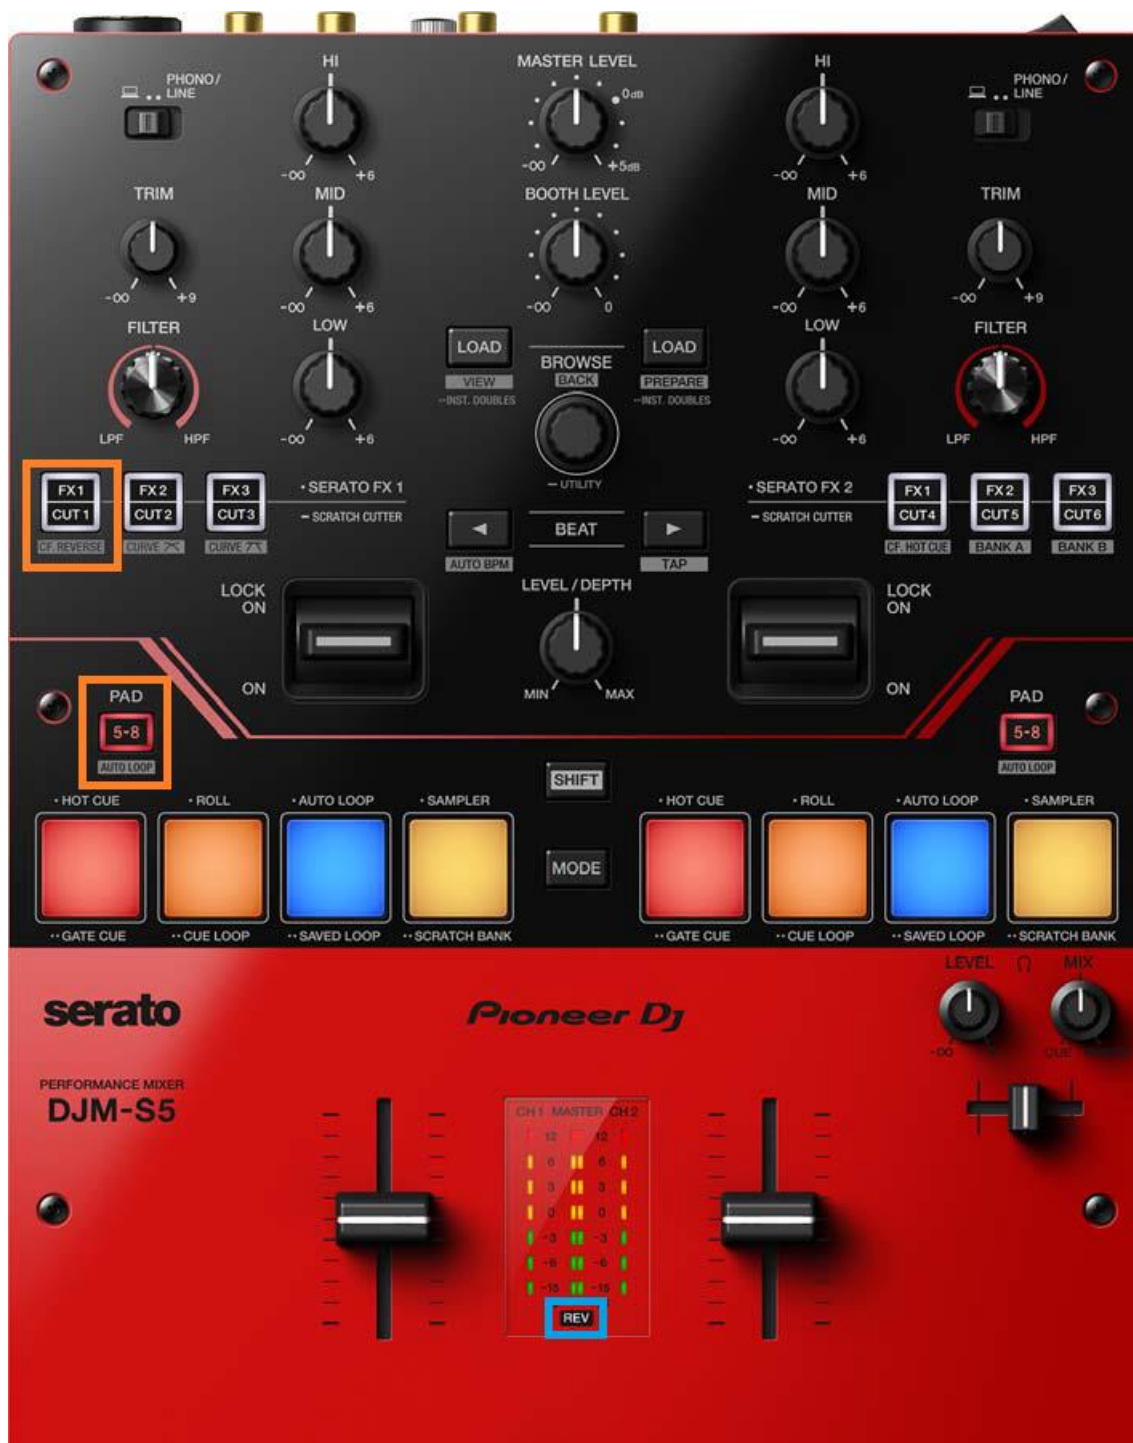 PHONO/
LINE
HI
MASTER LEVEL
HI
PHONO/
LINE
0dB
-∞ +6
-∞ +5dB
-∞ +6
TRIM
MID
BOOTH LEVEL
MID
TRIM
-∞ +9
-∞ +6
-∞ 0
-∞ +6
-∞ +9
FILTER
LOW
LOAD
BROWSE
BACK
LOAD
LOW
FILTER
VIEW
PREPARE
··INST. DOUBLES
··INST. DOUBLES
LPF HPF
-∞ +6
-∞ +6
LPF HPF
– UTILITY
FX1
CUT1
CF. REVERSE
FX2
CUT2
CURVE
FX3
CUT3
CURVE
• SERATO FX 1
– SCRATCH CUTTER
• SERATO FX 2
– SCRATCH CUTTER
FX1
CUT4
CF. HOT CUE
FX2
CUT5
BANK A
FX3
CUT6
BANK B
◀ BEAT ▶
AUTO BPM
TAP
LOCK
ON
LEVEL / DEPTH
LOCK
ON
ON
MIN MAX
ON
PAD
5-8
AUTO LOOP
PAD
5-8
AUTO LOOP
SHIFT
• HOT CUE • ROLL • AUTO LOOP • SAMPLER
• HOT CUE • ROLL • AUTO LOOP • SAMPLER
MODE
·· GATE CUE ·· CUE LOOP ·· SAVED LOOP ·· SCRATCH BANK
·· GATE CUE ·· CUE LOOP ·· SAVED LOOP ·· SCRATCH BANK
LEVEL MIX
serato
Pioneer Dj
-∞ CUE
PERFORMANCE MIXER
DJM-S5
CH1 MASTER CH2
12 12
6 6
3 3
0 0
-3 -3
-6 -6
-15 -15
REV